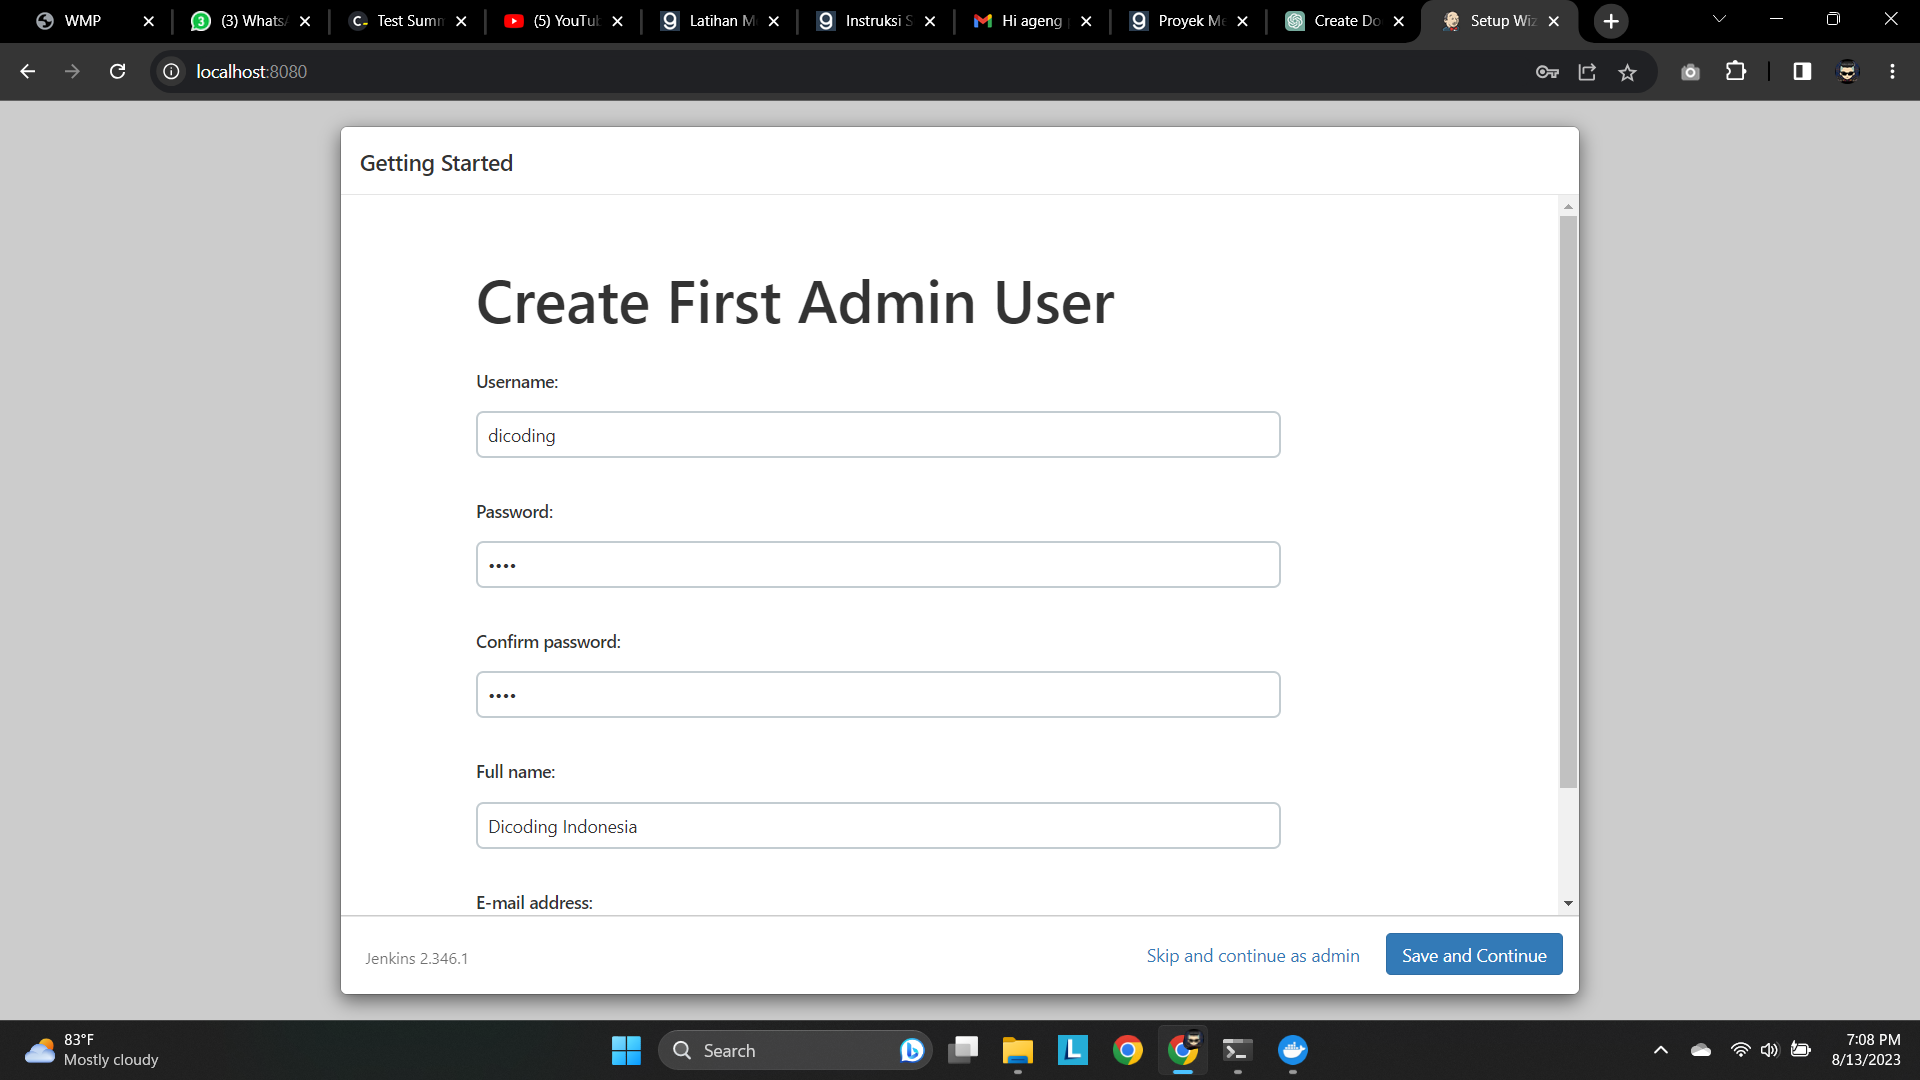 WMP
(3) Whats
Test Sum
(5) YouTu
Latihan M
Instruksi S
Hi ageng
Proyek Me
Create Do
Setup Wiz
localhost:8080
Getting Started
Create First Admin User
Username:
dicoding
Password:
••••
Confirm password:
••••
Full name:
Dicoding Indonesia
E-mail address:
Jenkins 2.346.1
Skip and continue as admin
Save and Continue
83°F
Mostly cloudy
Search
7:08 PM
8/13/2023